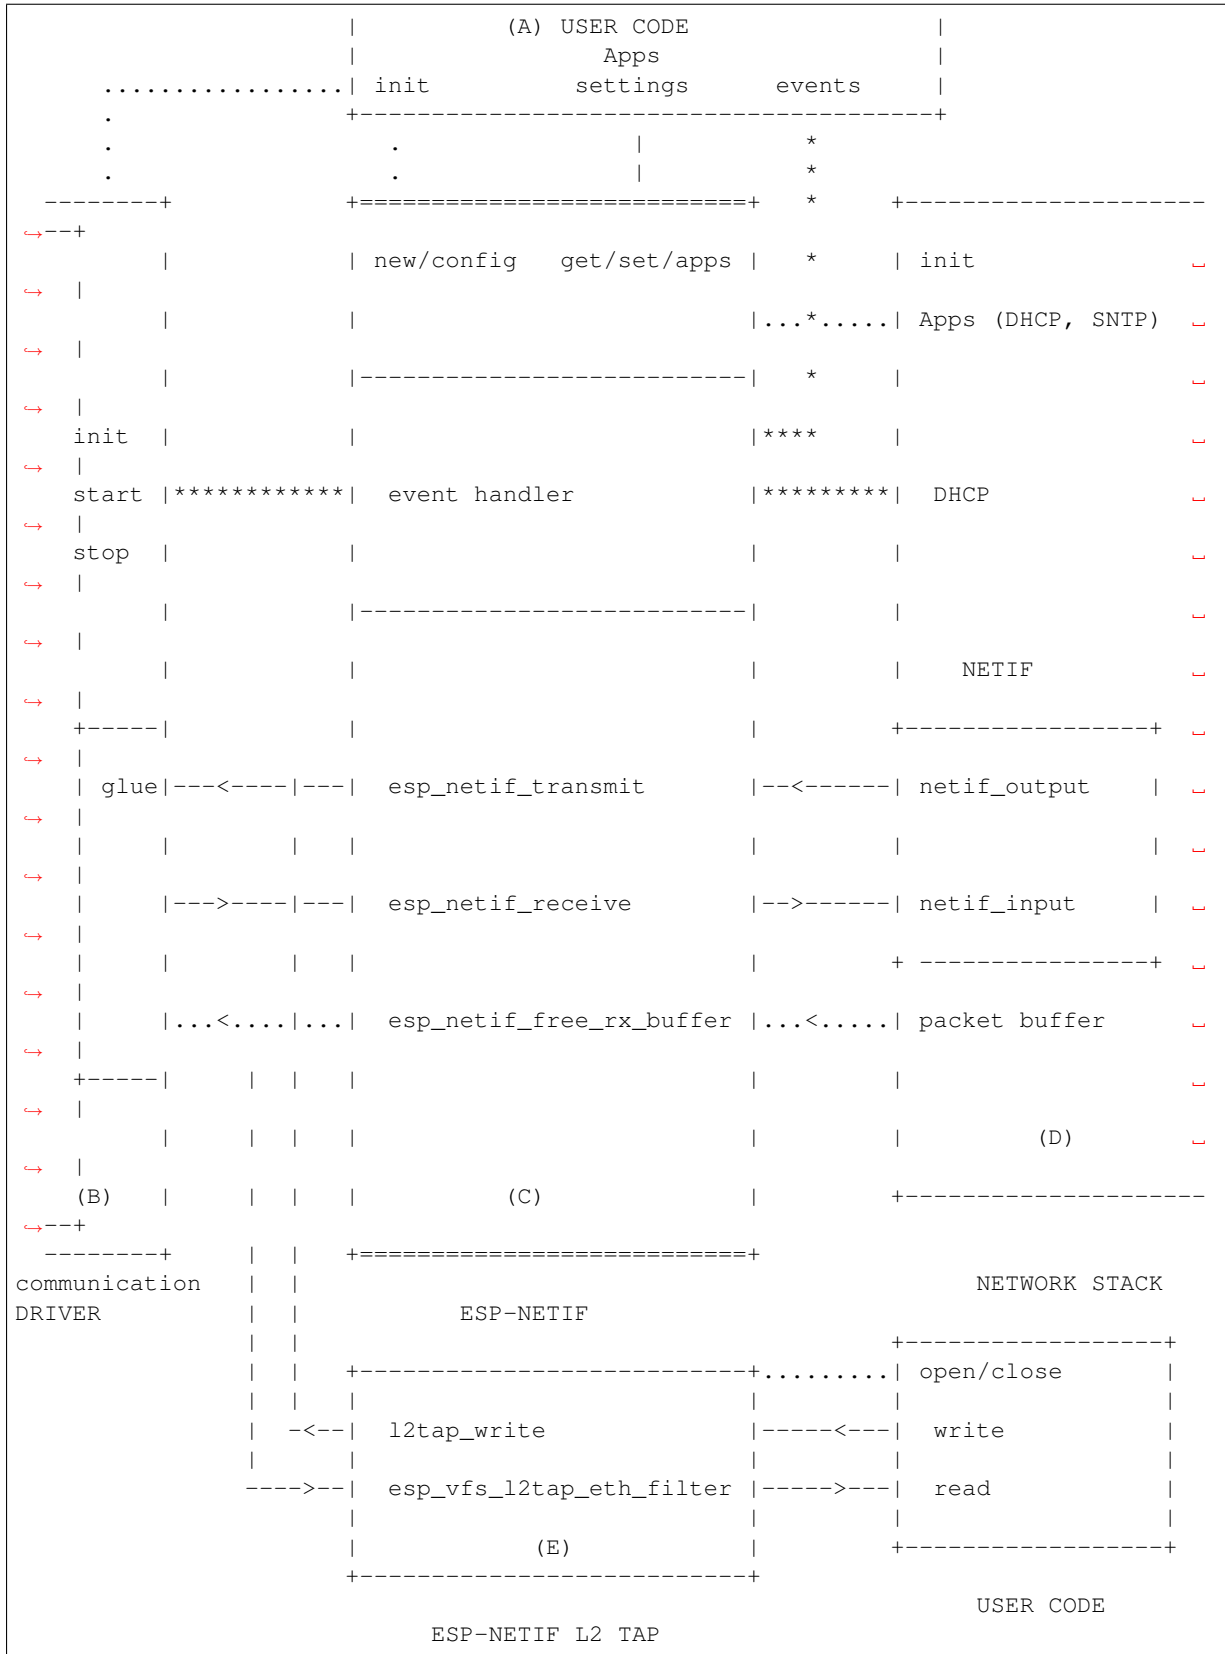 |          (A) USER CODE                 |
                        |                 Apps                   |
       .................| init            settings      events   |
       .                +----------------------------------------+
       .                   .                |           *
       .                   .                |           *
   --------+            +===========================+   *     +---------------------
↪--+
           |            | new/config   get/set/apps |   *     | init               ␣
↪  |
           |            |                           |...*.....| Apps (DHCP, SNTP)  ␣
↪  |
           |            |---------------------------|   *     |                    ␣
↪  |
     init  |            |                           |****     |                    ␣
↪  |
     start |************|  event handler            |*********|  DHCP              ␣
↪  |
     stop  |            |                           |         |                    ␣
↪  |
           |            |---------------------------|         |                    ␣
↪  |
           |            |                           |         |    NETIF           ␣
↪  |
     +-----|            |                           |         +-----------------+  ␣
↪  |
     | glue|---<----|---|  esp_netif_transmit       |--<------| netif_output    |  ␣
↪  |
     |     |        |   |                           |         |                 |  ␣
↪  |
     |     |--->----|---|  esp_netif_receive        |-->------| netif_input     |  ␣
↪  |
     |     |        |   |                           |         + ----------------+  ␣
↪  |
     |     |...<....|...|  esp_netif_free_rx_buffer |...<.....| packet buffer      ␣
↪  |
     +-----|     |  |   |                           |         |                    ␣
↪  |
           |     |  |   |                           |         |         (D)        ␣
↪  |
     (B)   |     |  |   |          (C)              |         +---------------------
↪--+
   --------+     |  |   +===========================+
 communication   |  |                                               NETWORK STACK
 DRIVER          |  |           ESP-NETIF
                 |  |                                         +------------------+
                 |  |   +---------------------------+.........| open/close       |
                 |  |   |                           |         |                  |
                 |  -<--|  l2tap_write              |-----<---|  write           |
                 |      |                           |         |                  |
                 ---->--|  esp_vfs_l2tap_eth_filter |----->---|  read            |
                        |                           |         |                  |
                        |            (E)            |         +------------------+
                        +---------------------------+
                                                                    USER CODE
                              ESP-NETIF L2 TAP